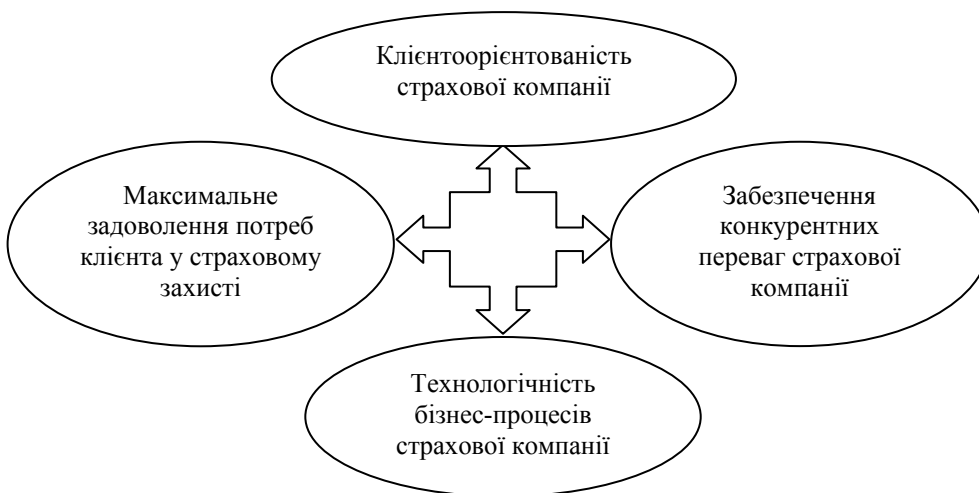 Клієнтоорієнтованість
страхової компанії
Максимальне
задоволення потреб
клієнта у страховому
захисті
Забезпечення
конкурентних
переваг страхової
компанії
Технологічність
бізнес-процесів
страхової компанії